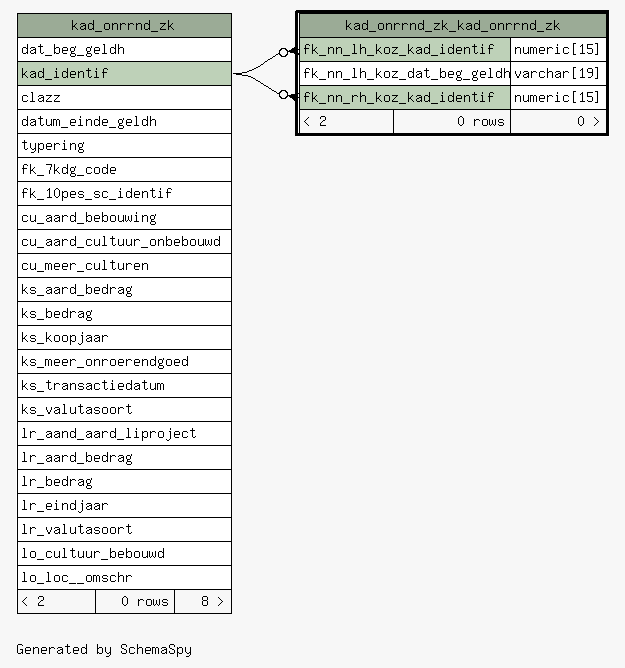 kad_onrrnd_zk
dat_beg_geldh
kad_identif
clazz
datum_einde_geldh
typering
fk_7kdg_code
fk_10pes_sc_identif
cu_aard_bebouwing
cu_aard_cultuur_onbebouwd
cu_meer_culturen
ks_aard_bedrag
ks_bedrag
ks_koopjaar
ks_meer_onroerendgoed
ks_transactiedatum
ks_valutasoort
lr_aand_aard_liproject
lr_aard_bedrag
lr_bedrag
lr_eindjaar
lr_valutasoort
lo_cultuur_bebouwd
lo_loc__omschr
< 2 0 rows 8 >
kad_onrrnd_zk_kad_onrrnd_zk
fk_nn_lh_koz_kad_identif numeric[15]
fk_nn_lh_koz_dat_beg_geldh varchar[19]
fk_nn_rh_koz_kad_identif numeric[15]
< 2 0 rows 0 >
Generated by SchemaSpy